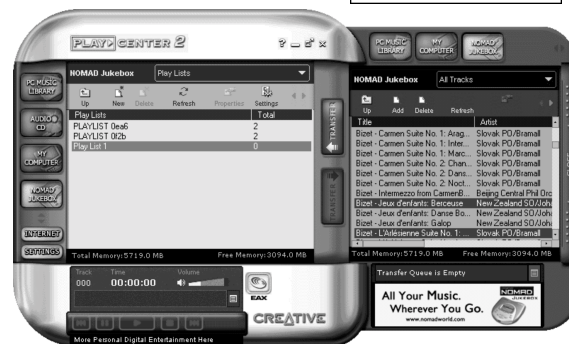 PLAY CENTER 2
? _ x
PC MUSIC LIBRARY
MY COMPUTER
NOMAD JUKEBOX
NOMAD Jukebox
Play Lists
Up
New
Delete
Refresh
Properties
Settings
Play Lists Total
PLAYLIST 0ea6 2
PLAYLIST 0f2b 2
Play List 1 0
PC MUSIC LIBRARY
AUDIO CD
MY COMPUTER
NOMAD JUKEBOX
INTERNET
SETTINGS
Total Memory:5719.0 MB Free Memory:3094.0 MB
TRANSFER
TRANSFER
NOMAD Jukebox
All Tracks
Up
Add
Delete
Refresh
Title Artist
Bizet - Carmen Suite No. 1: Arag... Slovak PO/Bramall
Bizet - Carmen Suite No. 1: Inter... Slovak PO/Bramall
Bizet - Carmen Suite No. 1: Marc... Slovak PO/Bramall
Bizet - Carmen Suite No. 2: Chan... Slovak PO/Bramall
Bizet - Carmen Suite No. 2: Dans... Slovak PO/Bramall
Bizet - Carmen Suite No. 2: Noct... Slovak PO/Bramall
Bizet - Intermezzo from CarmenB... Beijing Central Phil Orc
Bizet - Jeux d'enfants: Berceuse New Zealand SO/Joha
Bizet - Jeux d'enfants: Danse Bo... New Zealand SO/Joha
Bizet - Jeux d'enfants: Galop New Zealand SO/Joha
Bizet - L'Arlésienne Suite No. 1: ... Slovak PO/Bramall
Total Memory:5719.0 MB Free Memory:3094.0 MB
Track Time Volume
000 00:00:00
EAX
CREATIVE
More Personal Digital Entertainment Here
Transfer Queue is Empty
All Your Music.
Wherever You Go.
www.nomadworld.com
NOMAD
JUKEBOX